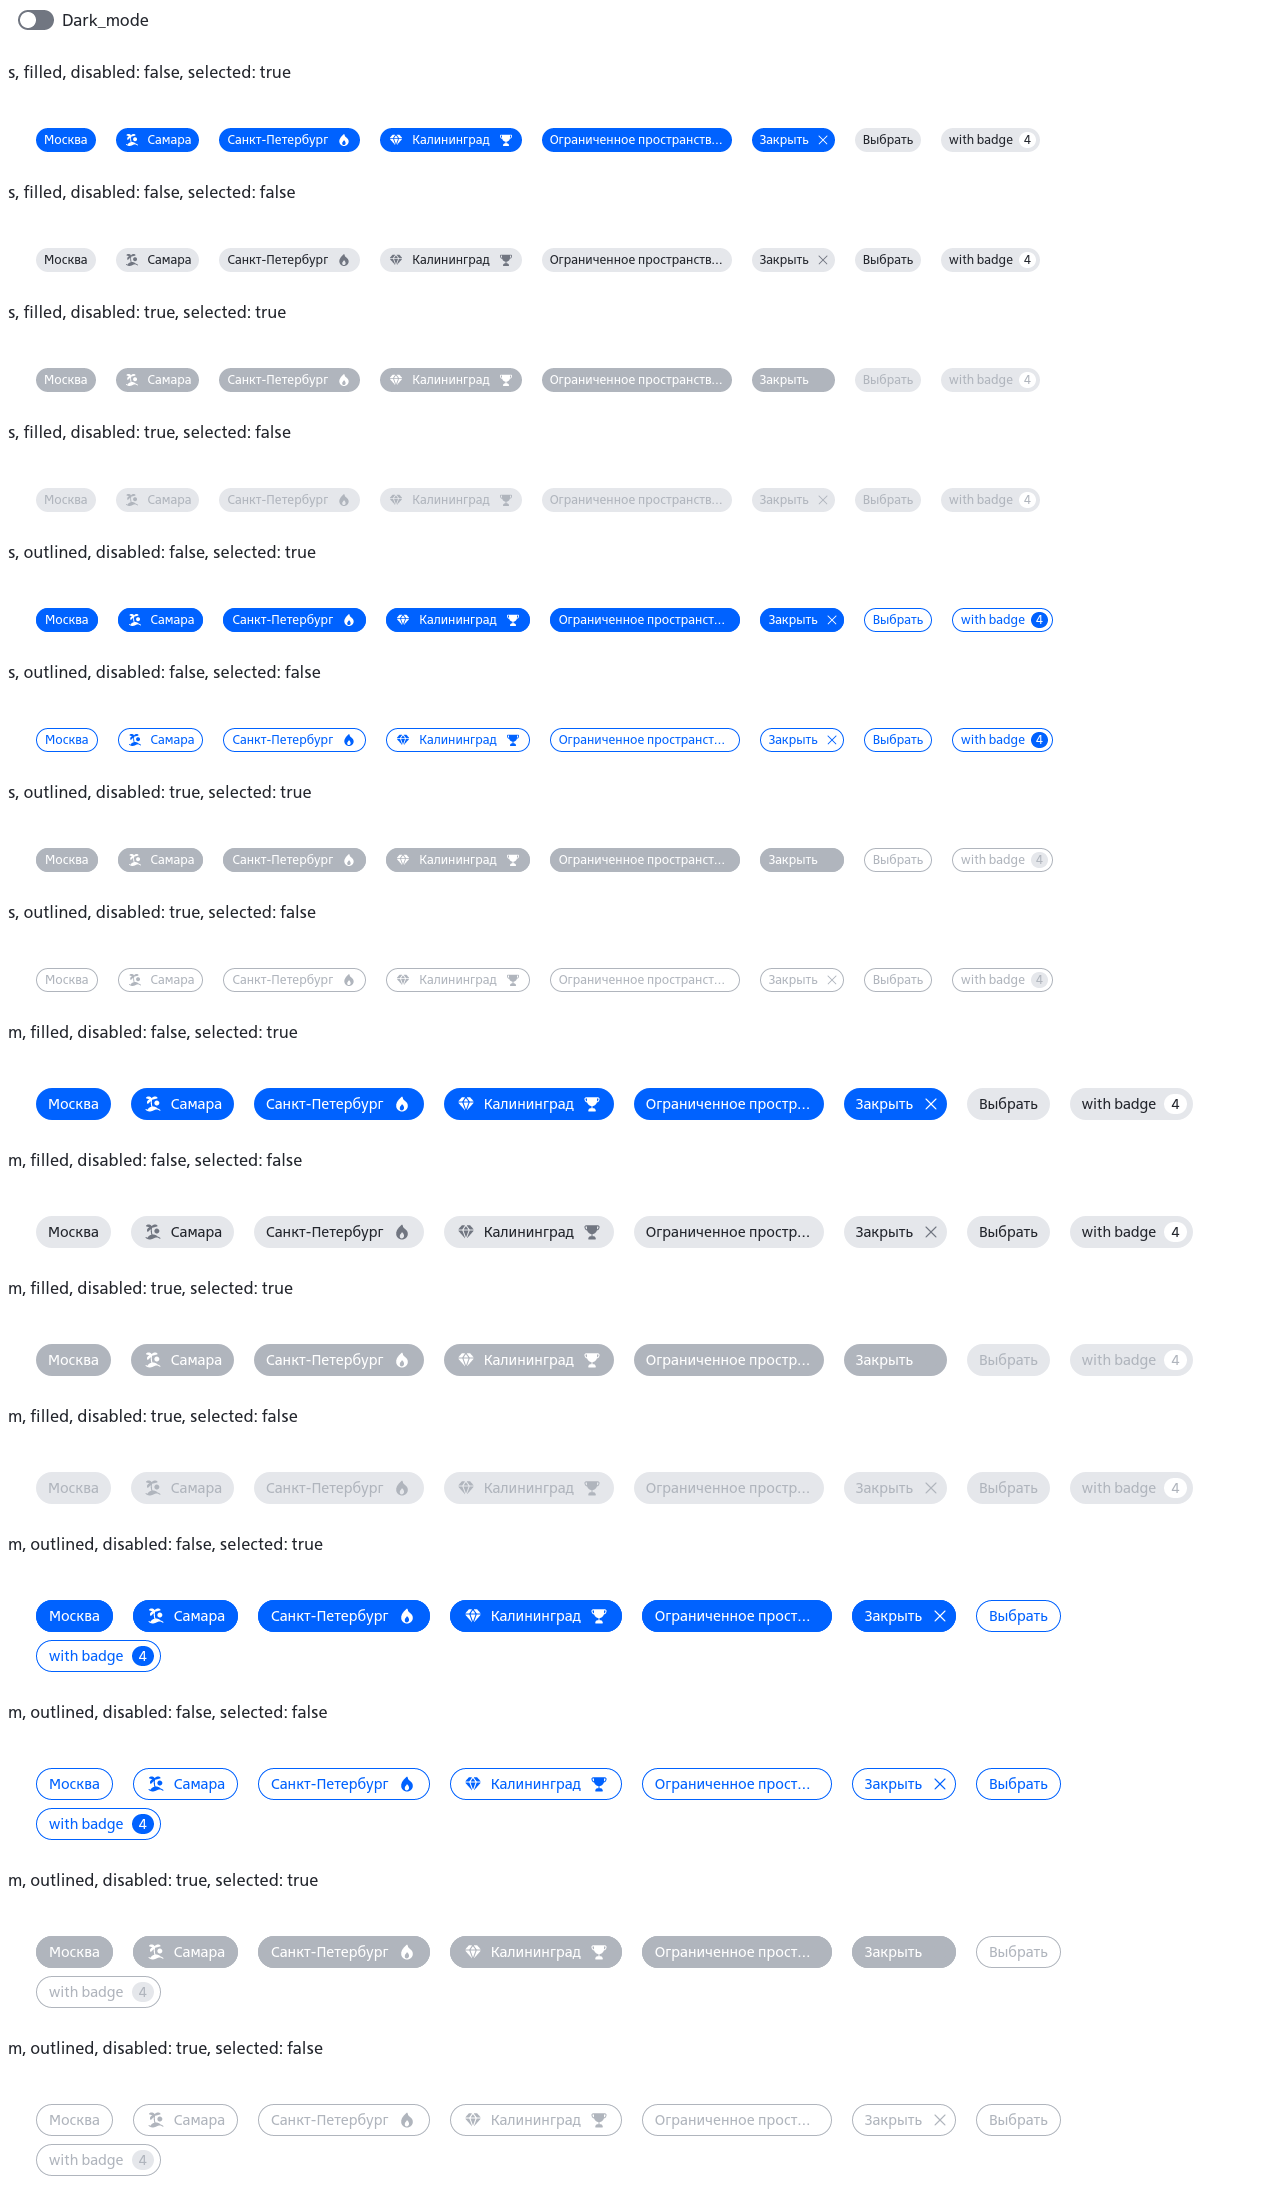 Dark_mode
s, filled, disabled: false, selected: true
Москва Самара Санкт-Петербург Калининград Ограниченное пространств... Закрыть Выбрать with badge 4
s, filled, disabled: false, selected: false
Москва Самара Санкт-Петербург Калининград Ограниченное пространств... Закрыть Выбрать with badge 4
s, filled, disabled: true, selected: true
Москва Самара Санкт-Петербург Калининград Ограниченное пространств... Закрыть Выбрать with badge 4
s, filled, disabled: true, selected: false
Москва Самара Санкт-Петербург Калининград Ограниченное пространств... Закрыть Выбрать with badge 4
s, outlined, disabled: false, selected: true
Москва Самара Санкт-Петербург Калининград Ограниченное пространст... Закрыть Выбрать with badge 4
s, outlined, disabled: false, selected: false
Москва Самара Санкт-Петербург Калининград Ограниченное пространст... Закрыть Выбрать with badge 4
s, outlined, disabled: true, selected: true
Москва Самара Санкт-Петербург Калининград Ограниченное пространст... Закрыть Выбрать with badge 4
s, outlined, disabled: true, selected: false
Москва Самара Санкт-Петербург Калининград Ограниченное пространст... Закрыть Выбрать with badge 4
m, filled, disabled: false, selected: true
Москва Самара Санкт-Петербург Калининград Ограниченное простр... Закрыть Выбрать with badge 4
m, filled, disabled: false, selected: false
Москва Самара Санкт-Петербург Калининград Ограниченное простр... Закрыть Выбрать with badge 4
m, filled, disabled: true, selected: true
Москва Самара Санкт-Петербург Калининград Ограниченное простр... Закрыть Выбрать with badge 4
m, filled, disabled: true, selected: false
Москва Самара Санкт-Петербург Калининград Ограниченное простр... Закрыть Выбрать with badge 4
m, outlined, disabled: false, selected: true
Москва Самара Санкт-Петербург Калининград Ограниченное прост... Закрыть Выбрать
with badge 4
m, outlined, disabled: false, selected: false
Москва Самара Санкт-Петербург Калининград Ограниченное прост... Закрыть Выбрать
with badge 4
m, outlined, disabled: true, selected: true
Москва Самара Санкт-Петербург Калининград Ограниченное прост... Закрыть Выбрать
with badge 4
m, outlined, disabled: true, selected: false
Москва Самара Санкт-Петербург Калининград Ограниченное прост... Закрыть Выбрать
with badge 4